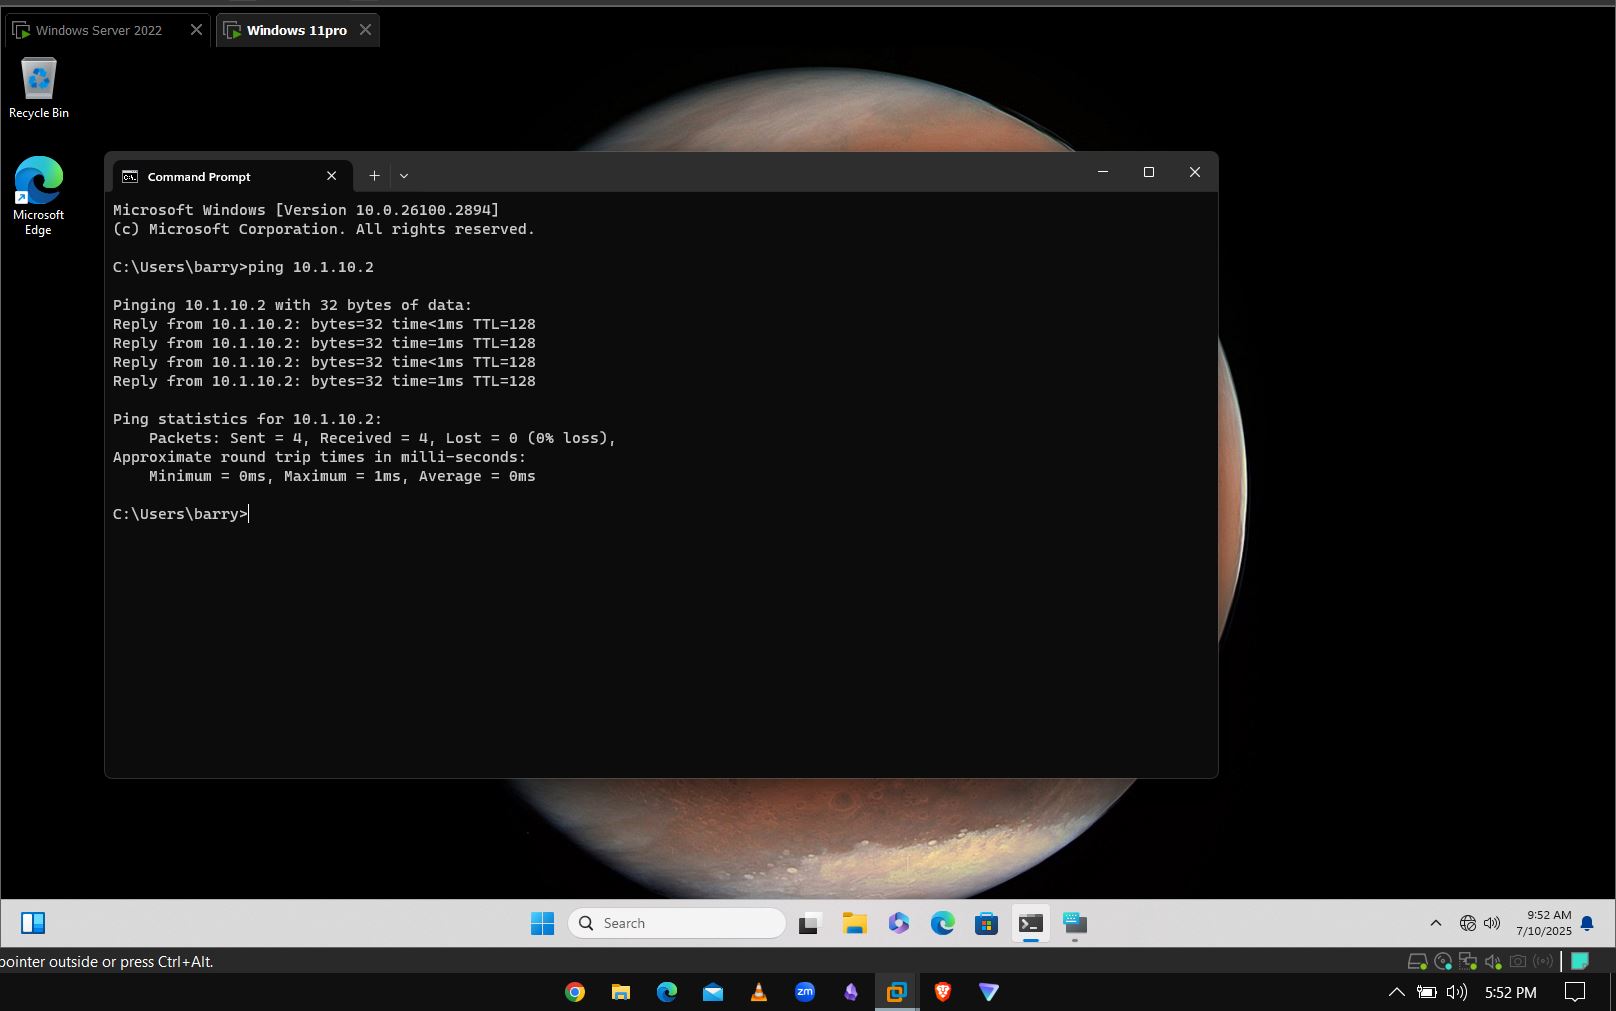 Windows Server 2022
Windows 11pro
Recycle Bin
Microsoft
Edge
Command Prompt
Microsoft Windows [Version 10.0.26100.2894]
(c) Microsoft Corporation. All rights reserved.
C:\Users\barry>ping 10.1.10.2
Pinging 10.1.10.2 with 32 bytes of data:
Reply from 10.1.10.2: bytes=32 time<1ms TTL=128
Reply from 10.1.10.2: bytes=32 time=1ms TTL=128
Reply from 10.1.10.2: bytes=32 time<1ms TTL=128
Reply from 10.1.10.2: bytes=32 time=1ms TTL=128
Ping statistics for 10.1.10.2:
Packets: Sent = 4, Received = 4, Lost = 0 (0% loss),
Approximate round trip times in milli-seconds:
Minimum = 0ms, Maximum = 1ms, Average = 0ms
C:\Users\barry>
Search
9:52 AM
7/10/2025
pointer outside or press Ctrl+Alt.
zm
5:52 PM